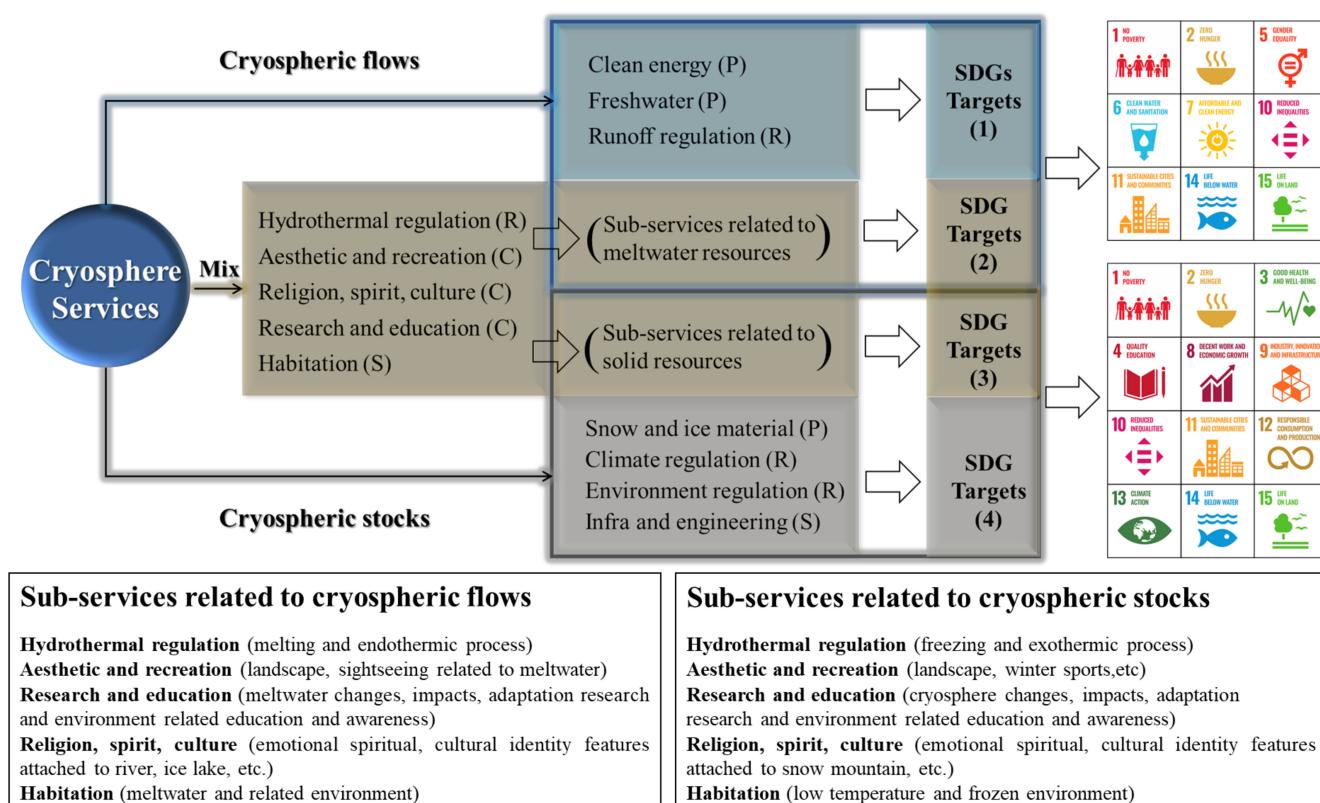 Cryospheric flows
Clean energy (P)
Freshwater (P)
Runoff regulation (R)
SDGs
Targets
(1)
Cryosphere
Services
Mix
Hydrothermal regulation (R)
Aesthetic and recreation (C)
Religion, spirit, culture (C)
Research and education (C)
Habitation (S)
(Sub-services related to
meltwater resources)
SDG
Targets
(2)
(Sub-services related to
solid resources)
SDG
Targets
(3)
Cryospheric stocks
Snow and ice material (P)
Climate regulation (R)
Environment regulation (R)
Infra and engineering (S)
SDG
Targets
(4)
1 NO
POVERTY
2 ZERO
HUNGER
5 GENDER
EQUALITY
6 CLEAN WATER
AND SANITATION
7 AFFORDABLE AND
CLEAN ENERGY
10 REDUCED
INEQUALITIES
11 SUSTAINABLE CITIES
AND COMMUNITIES
14 LIFE
BELOW WATER
15 LIFE
ON LAND
1 NO
POVERTY
2 ZERO
HUNGER
3 GOOD HEALTH
AND WELL-BEING
4 QUALITY
EDUCATION
8 DECENT WORK AND
ECONOMIC GROWTH
9 INDUSTRY, INNOVATION
AND INFRASTRUCTURE
10 REDUCED
INEQUALITIES
11 SUSTAINABLE CITIES
AND COMMUNITIES
12 RESPONSIBLE
CONSUMPTION
AND PRODUCTION
13 CLIMATE
ACTION
14 LIFE
BELOW WATER
15 LIFE
ON LAND
Sub-services related to cryospheric flows
Hydrothermal regulation (melting and endothermic process)
Aesthetic and recreation (landscape, sightseeing related to meltwater)
Research and education (meltwater changes, impacts, adaptation research
and environment related education and awareness)
Religion, spirit, culture (emotional spiritual, cultural identity features
attached to river, ice lake, etc.)
Habitation (meltwater and related environment)
Sub-services related to cryospheric stocks
Hydrothermal regulation (freezing and exothermic process)
Aesthetic and recreation (landscape, winter sports,etc)
Research and education (cryosphere changes, impacts, adaptation
research and environment related education and awareness)
Religion, spirit, culture (emotional spiritual, cultural identity features
attached to snow mountain, etc.)
Habitation (low temperature and frozen environment)